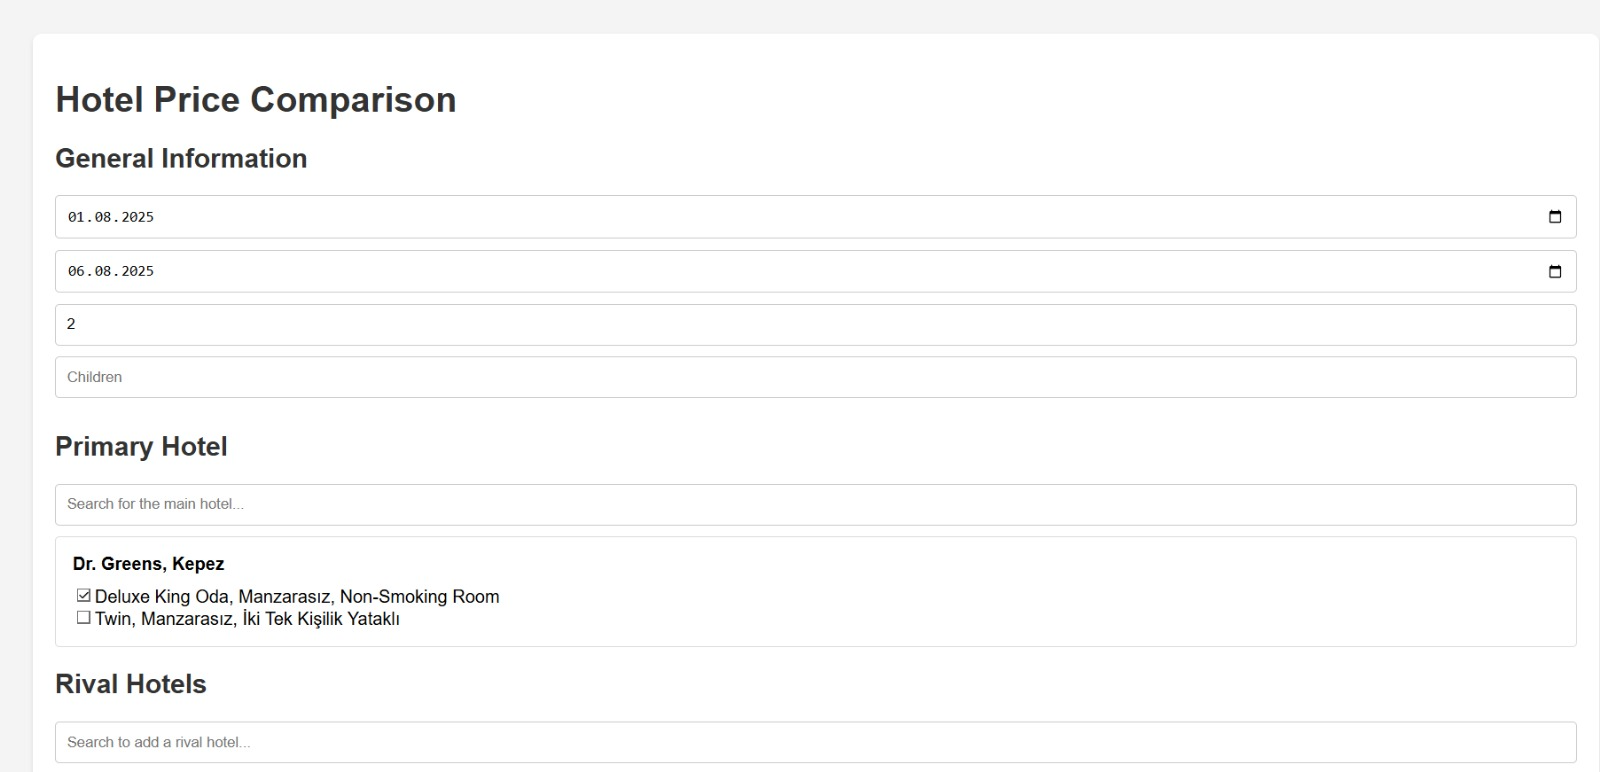 Hotel Price Comparison
General Information
01.08.2025
06.08.2025
2
Children
Primary Hotel
Search for the main hotel...
Dr. Greens, Kepez
Deluxe King Oda, Manzarasız, Non-Smoking Room
Twin, Manzarasız, İki Tek Kişilik Yataklı
Rival Hotels
Search to add a rival hotel...